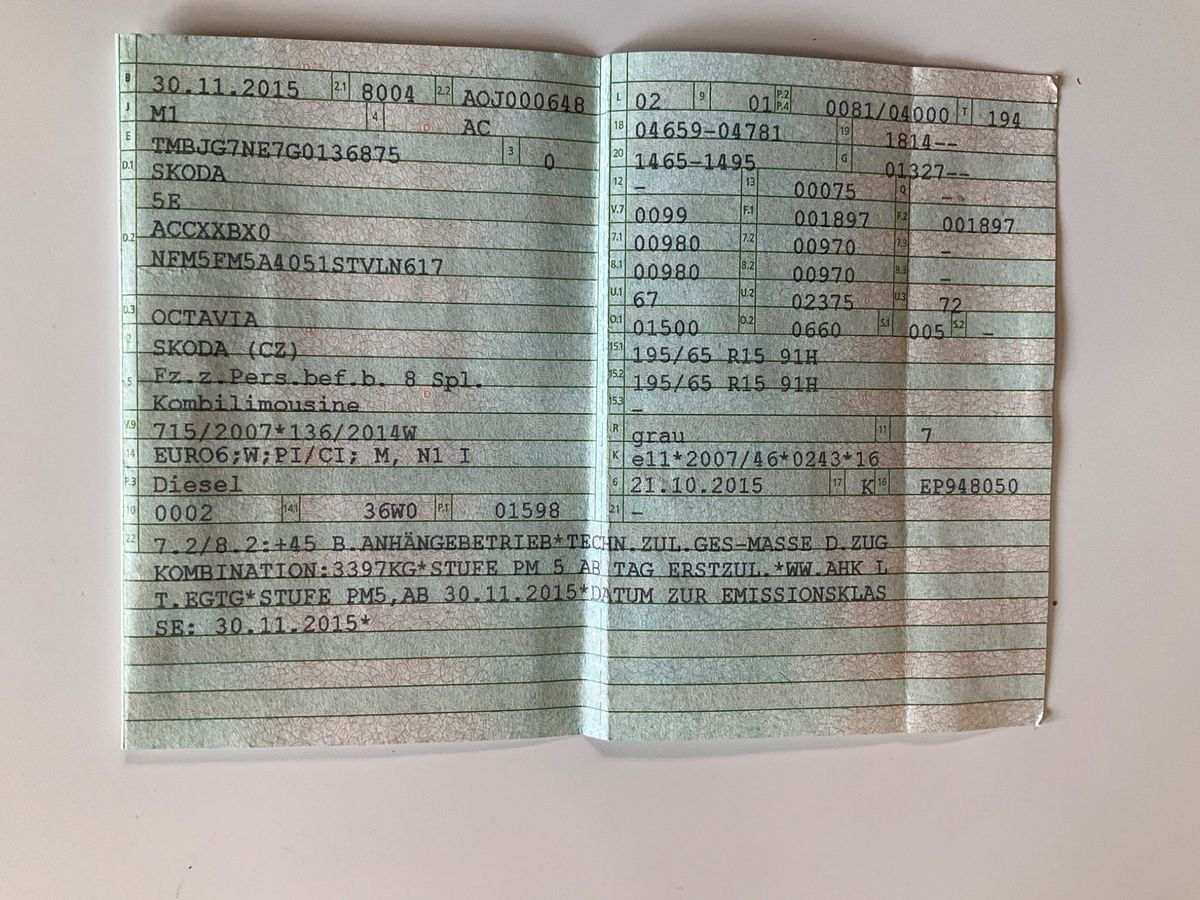 B 30.11.2015 2.1 8004 2.2 AOJ000648
J M1 4 AC
E TMBJG7NE7G0136875 3 0
D.1 SKODA
5E
D.2 ACCXXBX0
NFM5FM5A4051STVLN617
D.3 OCTAVIA
2 SKODA (CZ)
5 Fz.z.Pers.bef.b. 8 Spl.
Kombilimousine
V.9 715/2007*136/2014W
14 EURO6;W;PI/CI; M, N1 I
P.3 Diesel
10 0002 14.1 36W0 P.1 01598
L 02 9 01 P.2 P.4 0081/04000 T 194
18 04659-04781 19 1814--
20 1465-1495 G 01327--
12 - 13 00075 Q -
V.7 0099 F.1 001897 F.2 001897
7.1 00980 7.2 00970 7.3 -
8.1 00980 8.2 00970 8.3 -
U.1 67 U.2 02375 U.3 72
O.1 01500 O.2 0660 S.1 005 S.2 -
15.1 195/65 R15 91H
15.2 195/65 R15 91H
15.3 -
R grau 11 7
K e11*2007/46*0243*16
6 21.10.2015 17 K 16 EP948050
21 -
22 7.2/8.2:+45 B.ANHÄNGEBETRIEB*TECHN.ZUL.GES-MASSE D.ZUG
KOMBINATION:3397KG*STUFE PM 5 AB TAG ERSTZUL.*WW.AHK L
T.EGTG*STUFE PM5,AB 30.11.2015*DATUM ZUR EMISSIONSKLAS
SE: 30.11.2015*